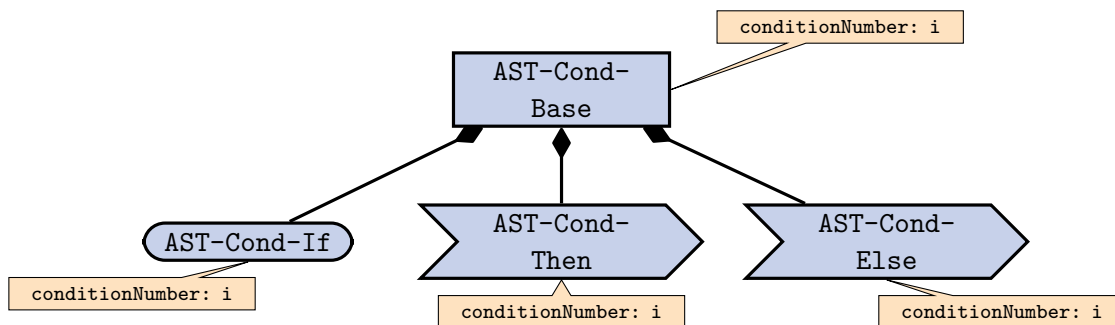 conditionNumber: i
AST-Cond-
Base
AST-Cond-If
AST-Cond-
Then
AST-Cond-
Else
conditionNumber: i
conditionNumber: i
conditionNumber: i